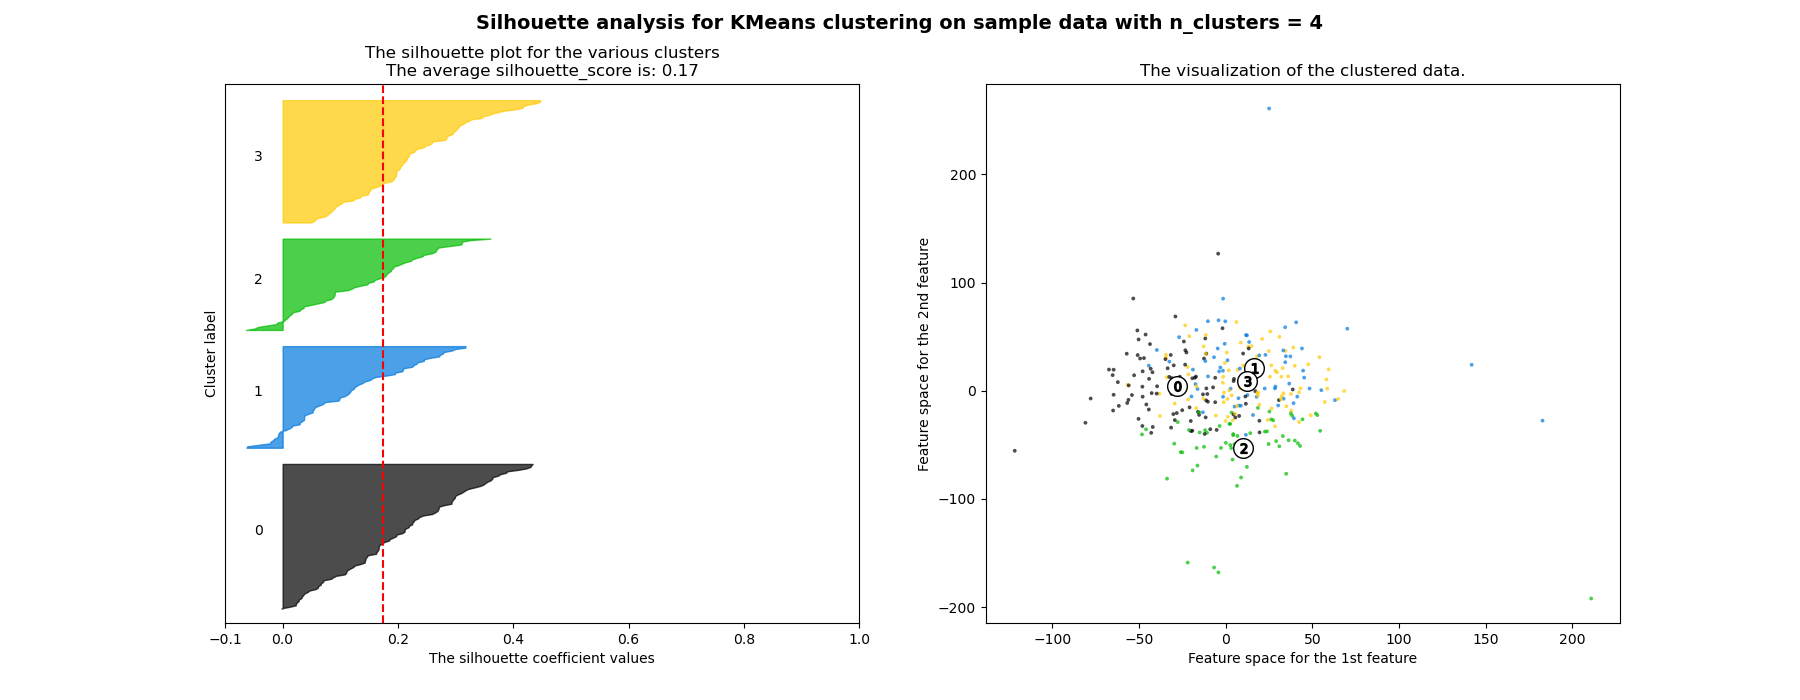 Silhouette analysis for KMeans clustering on sample data with n_clusters = 4
The silhouette plot for the various clusters
The average silhouette_score is: 0.17
3
2
1
0
Cluster label
−0.1 0.0 0.2 0.4 0.6 0.8 1.0
The silhouette coefficient values
The visualization of the clustered data.
200
100
0
−100
−200
Feature space for the 2nd feature
1
3
0
2
−100 −50 0 50 100 150 200
Feature space for the 1st feature